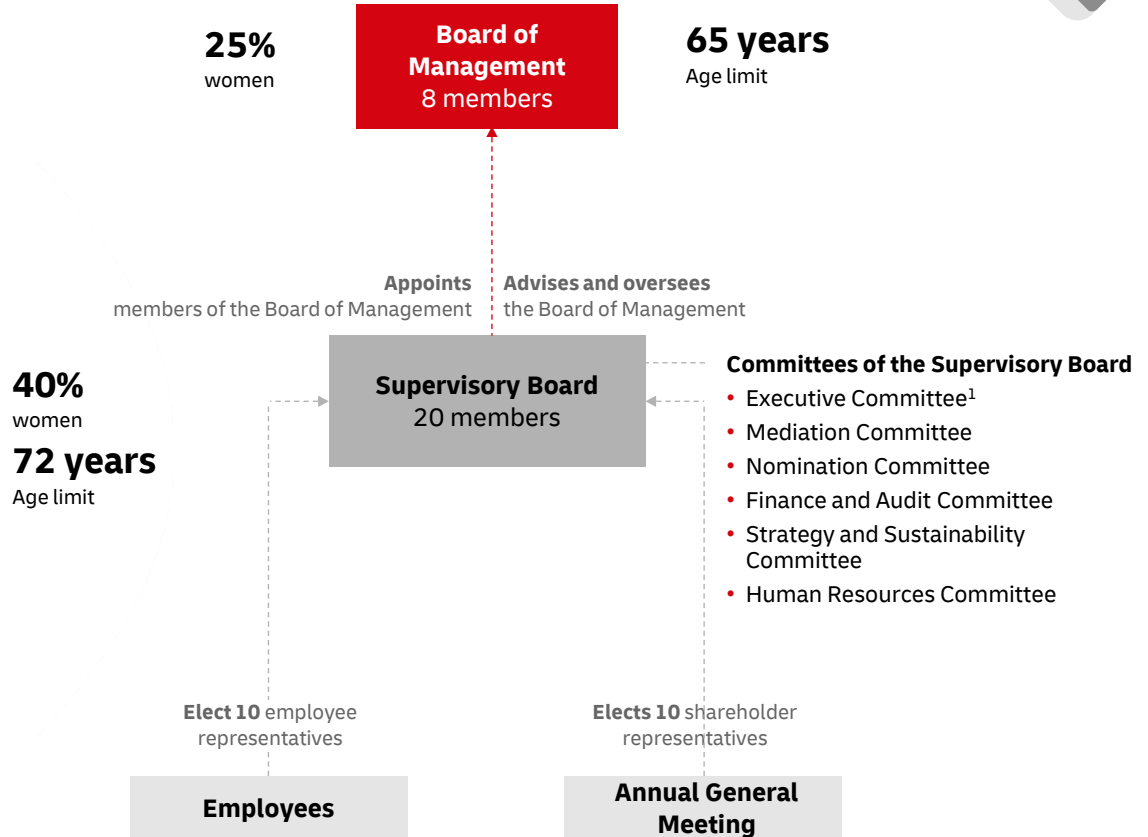 25%
women
Board of
Management
8 members
65 years
Age limit
Appoints
members of the Board of Management
Advises and oversees
the Board of Management
40%
women
72 years
Age limit
Supervisory Board
20 members
Committees of the Supervisory Board
• Executive Committee¹
• Mediation Committee
• Nomination Committee
• Finance and Audit Committee
• Strategy and Sustainability
Committee
• Human Resources Committee
Elect 10 employee
representatives
Elects 10 shareholder
representatives
Employees
Annual General
Meeting